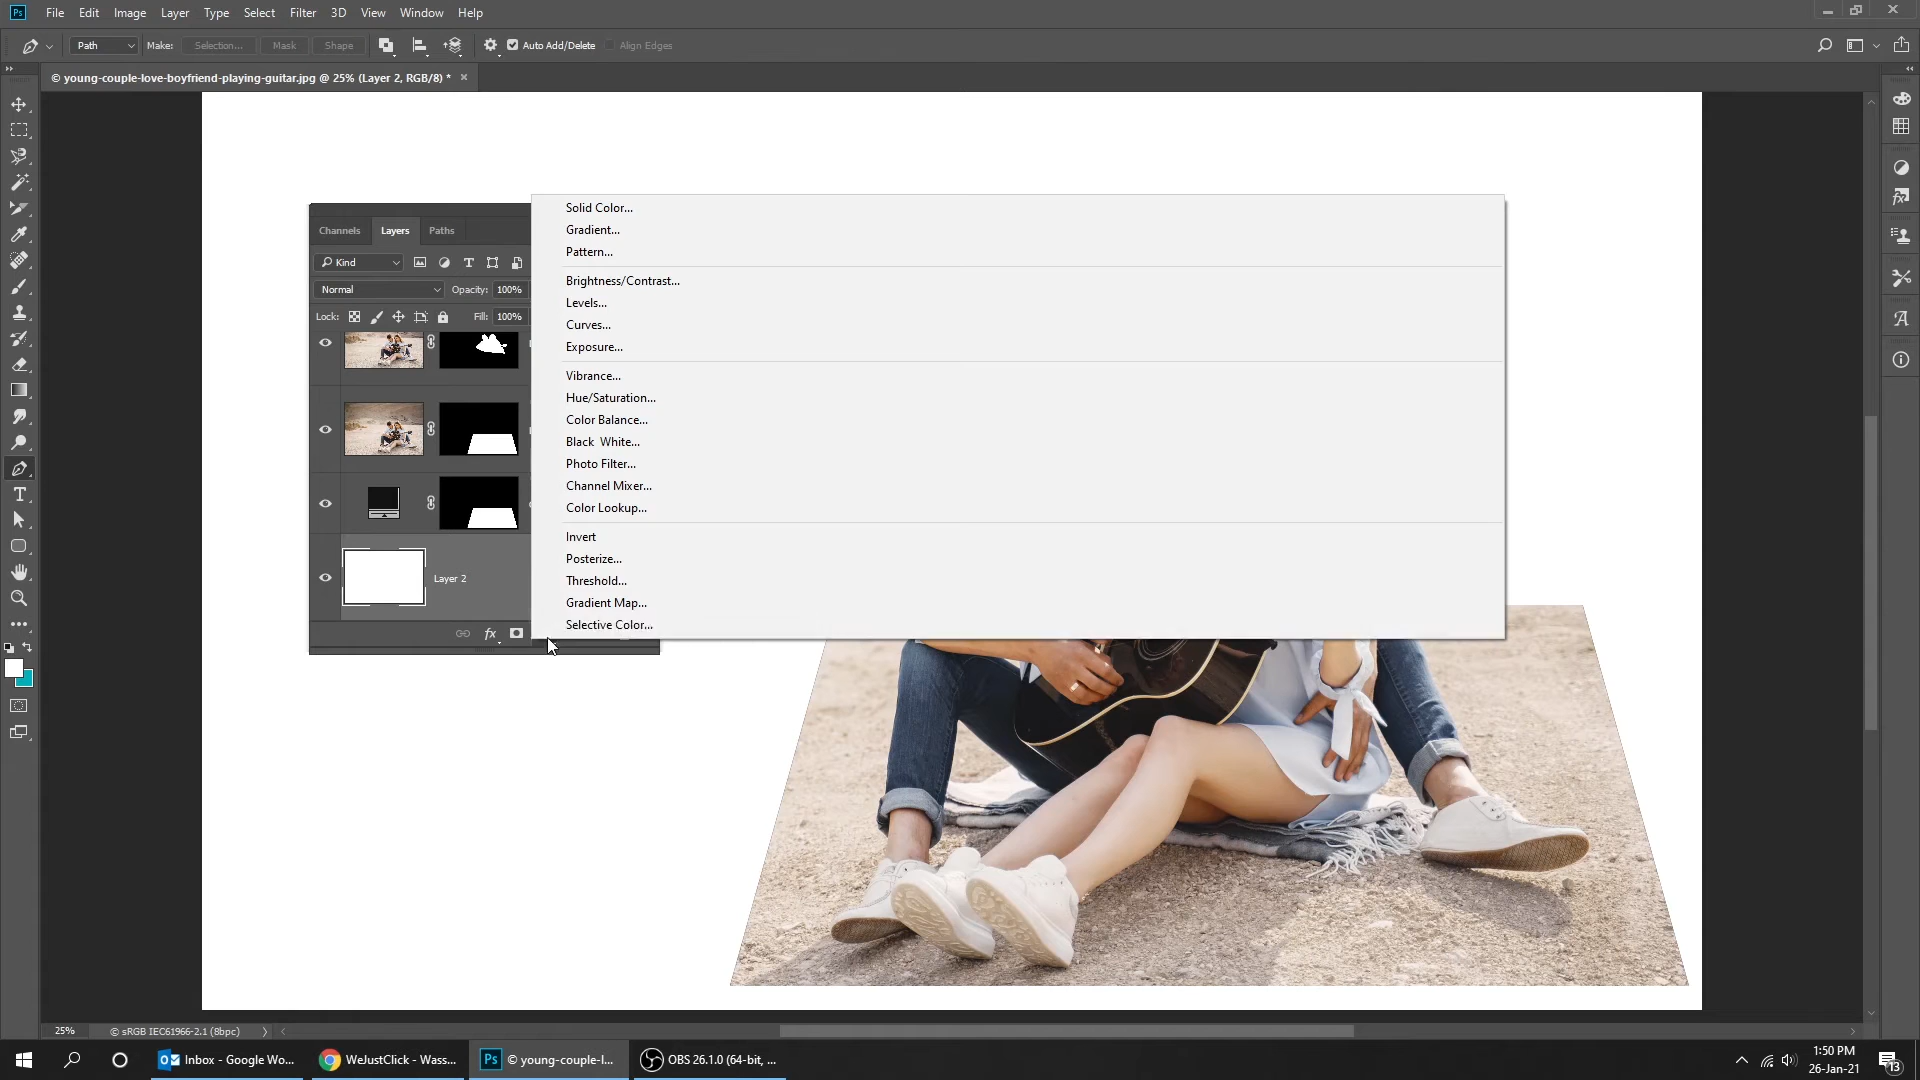 Ps File Edit Image Layer Type Select Filter 3D View Window Help
Path Make: Selection... Mask Shape Auto Add/Delete Align Edges
© young-couple-love-boyfriend-playing-guitar.jpg @ 25% (Layer 2, RGB/8) *
Channels Layers Paths
Kind
Normal Opacity: 100%
Lock: Fill: 100%
Layer 2
fx
Solid Color...
Gradient...
Pattern...
Brightness/Contrast...
Levels...
Curves...
Exposure...
Vibrance...
Hue/Saturation...
Color Balance...
Black White...
Photo Filter...
Channel Mixer...
Color Lookup...
Invert
Posterize...
Threshold...
Gradient Map...
Selective Color...
25% © sRGB IEC61966-2.1 (8bpc)
Inbox - Google Wo... WeJustClick - Wass... Ps © young-couple-l... OBS 26.1.0 (64-bit, ...
1:50 PM
26-Jan-21
13